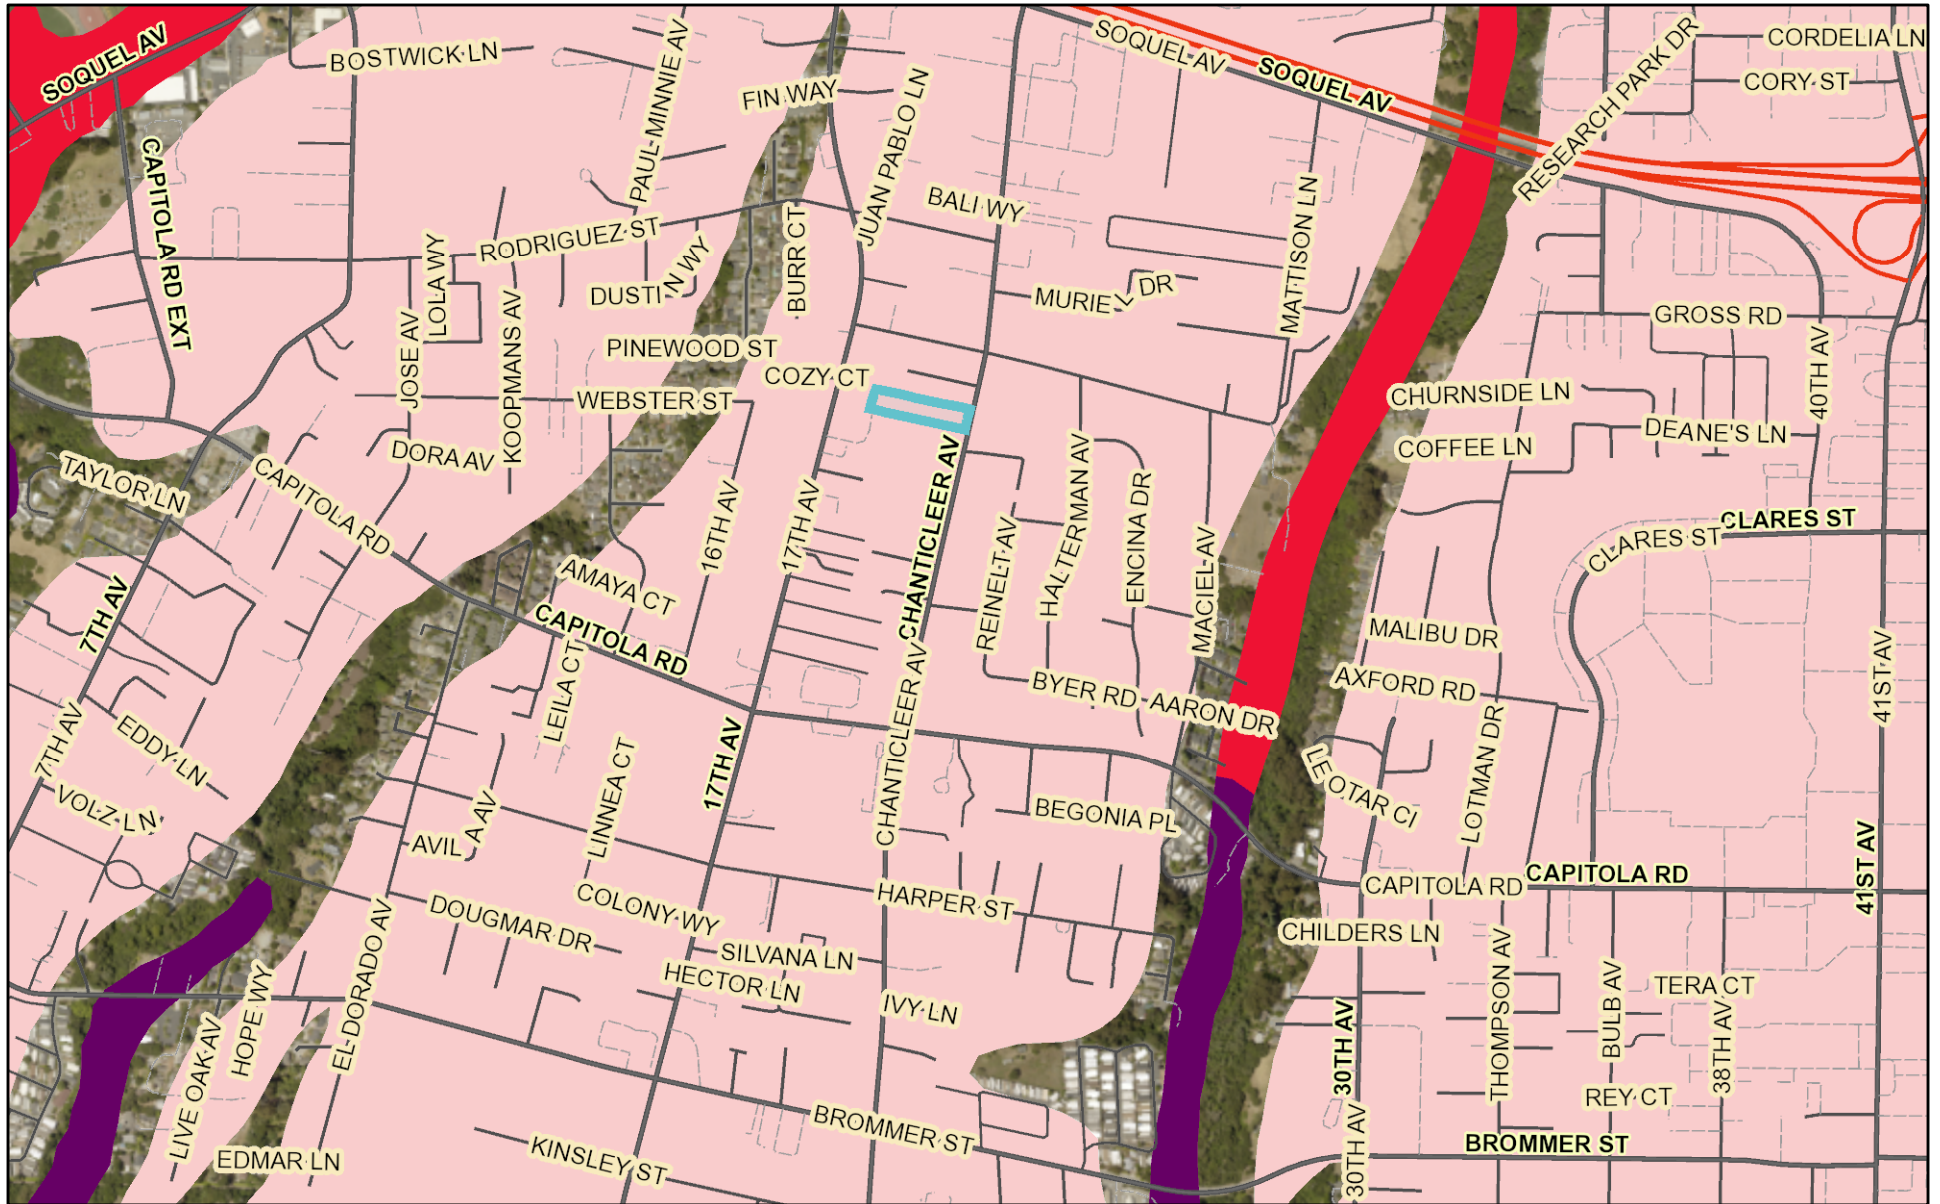 SOQUEL AV
BOSTWICK LN
PAUL MINNIE AV
FIN WAY
JUAN PABLO LN
SOQUEL AV
SOQUEL AV
RESEARCH PARK DR
CORDELIA LN
CORY ST
CAPITOLA RD EXT
RODRIGUEZ ST
LOLA WY
JOSE AV
KOOPMANS AV
DUSTIN WY
BURR CT
BALI WY
MURIEL DR
MATTISON LN
GROSS RD
40TH AV
PINEWOOD ST
COZY CT
WEBSTER ST
CHURNSIDE LN
DEANE'S LN
COFFEE LN
DORA AV
TAYLOR LN
CAPITOLA RD
16TH AV
17TH AV
CHANTICLEER AV
REINELT AV
HALTERMAN AV
ENCINA DR
MACIEL AV
CLARES ST
CLARES ST
7TH AV
AMAYA CT
CAPITOLA RD
LEILA CT
MALIBU DR
AXFORD RD
BYER RD
AARON DR
41ST AV
7TH AV
EDDY LN
VOLZ LN
17TH AV
CHANTICLEER AV
LINNEA CT
AVILA AV
BEGONIA PL
LEOTAR CI
LOTMAN DR
CAPITOLA RD
CAPITOLA RD
41ST AV
COLONY WY
HARPER ST
DOUGMAR DR
SILVANA LN
HECTOR LN
IVY LN
CHILDERS LN
EL DORADO AV
HOPE WY
LIVE OAK AV
30TH AV
THOMPSON AV
BULB AV
TERA CT
38TH AV
REY CT
BROMMER ST
BROMMER ST
30TH AV
EDMAR LN
KINSLEY ST